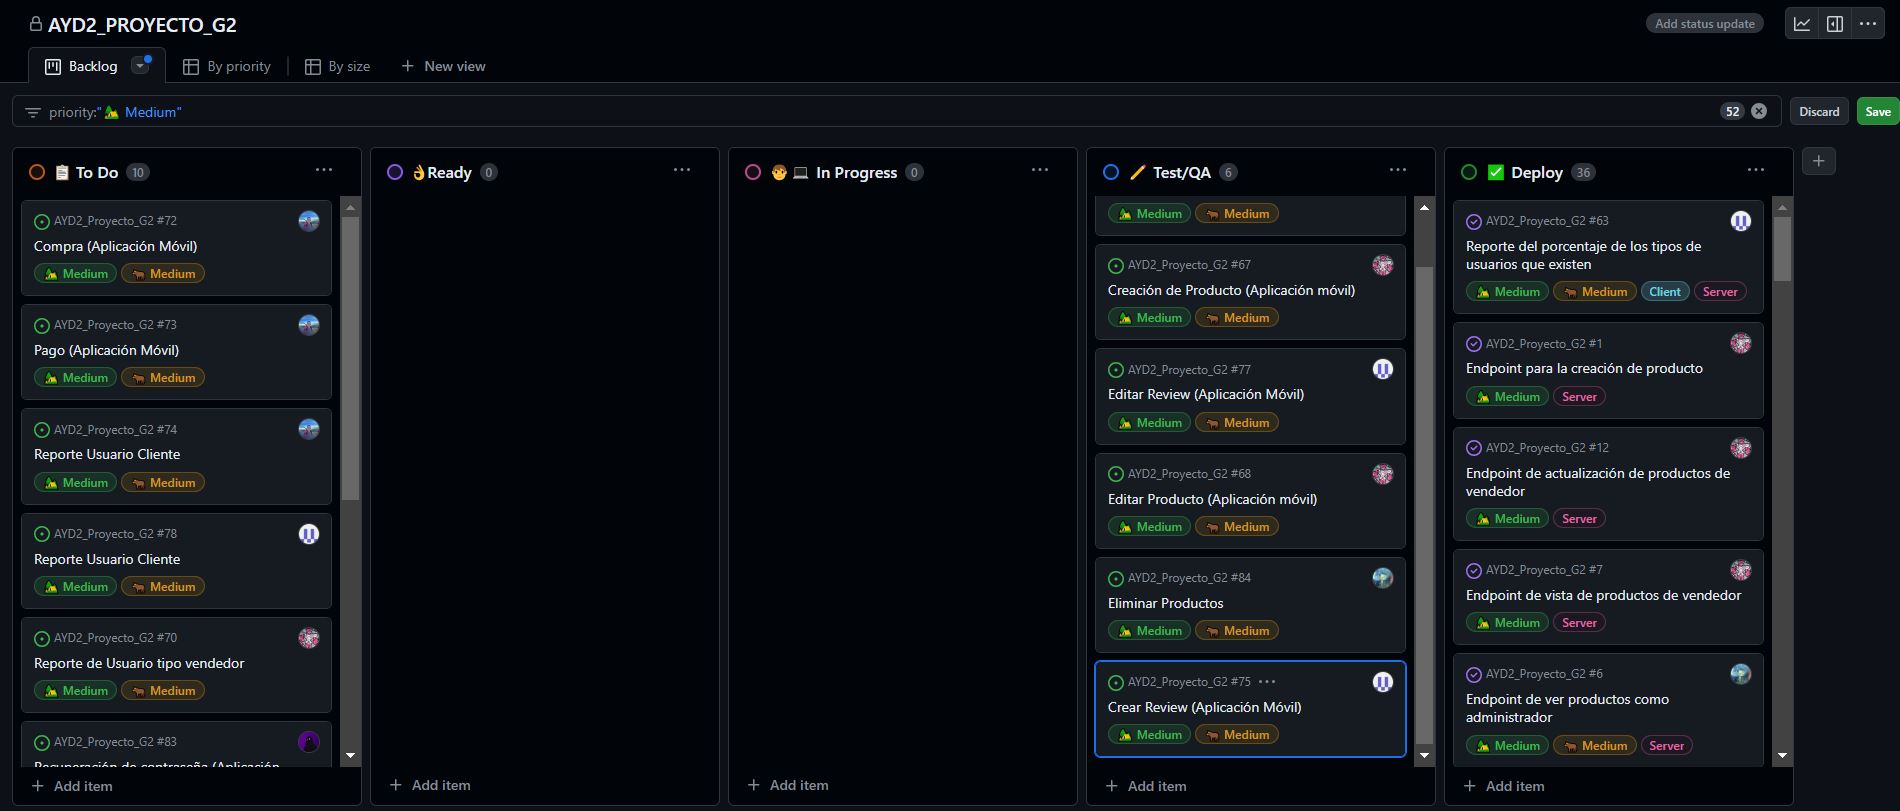 AYD2_PROYECTO_G2
Add status update
Backlog
By priority
By size
New view
priority:" Medium"
52
Discard
Save
To Do 10
AYD2_Proyecto_G2 #72
Compra (Aplicación Móvil)
Medium Medium
AYD2_Proyecto_G2 #73
Pago (Aplicación Móvil)
Medium Medium
AYD2_Proyecto_G2 #74
Reporte Usuario Cliente
Medium Medium
AYD2_Proyecto_G2 #78
Reporte Usuario Cliente
Medium Medium
AYD2_Proyecto_G2 #70
Reporte de Usuario tipo vendedor
Medium Medium
AYD2_Proyecto_G2 #83
Recuperación de contraseña (Aplicación
Add item
Ready 0
Add item
In Progress 0
Add item
Test/QA 6
Medium Medium
AYD2_Proyecto_G2 #67
Creación de Producto (Aplicación móvil)
Medium Medium
AYD2_Proyecto_G2 #77
Editar Review (Aplicación Móvil)
Medium Medium
AYD2_Proyecto_G2 #68
Editar Producto (Aplicación móvil)
Medium Medium
AYD2_Proyecto_G2 #84
Eliminar Productos
Medium Medium
AYD2_Proyecto_G2 #75
Crear Review (Aplicación Móvil)
Medium Medium
Add item
Deploy 36
AYD2_Proyecto_G2 #63
Reporte del porcentaje de los tipos de
usuarios que existen
Medium Medium Client Server
AYD2_Proyecto_G2 #1
Endpoint para la creación de producto
Medium Server
AYD2_Proyecto_G2 #12
Endpoint de actualización de productos de
vendedor
Medium Server
AYD2_Proyecto_G2 #7
Endpoint de vista de productos de vendedor
Medium Server
AYD2_Proyecto_G2 #6
Endpoint de ver productos como
administrador
Medium Medium Server
Add item